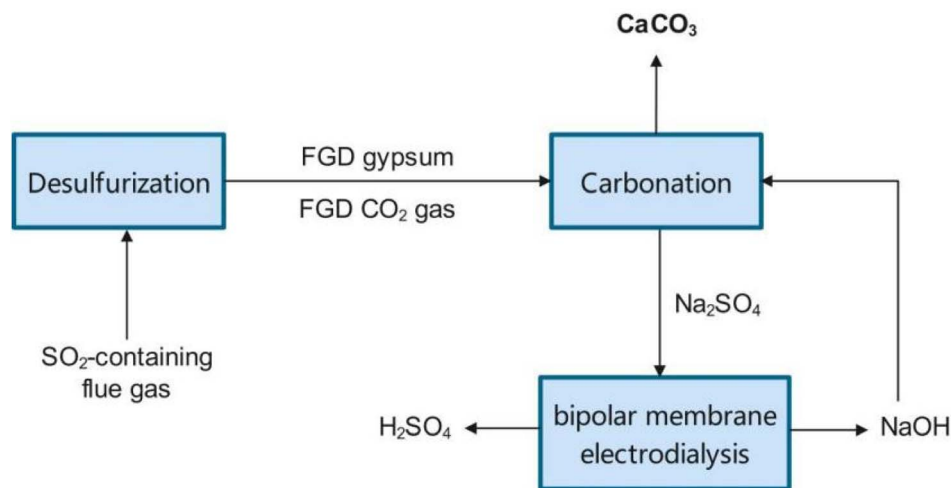 CaCO₃
Desulfurization
FGD gypsum
FGD CO₂ gas
Carbonation
Na₂SO₄
SO₂-containing
flue gas
H₂SO₄
bipolar membrane
electrodialysis
NaOH